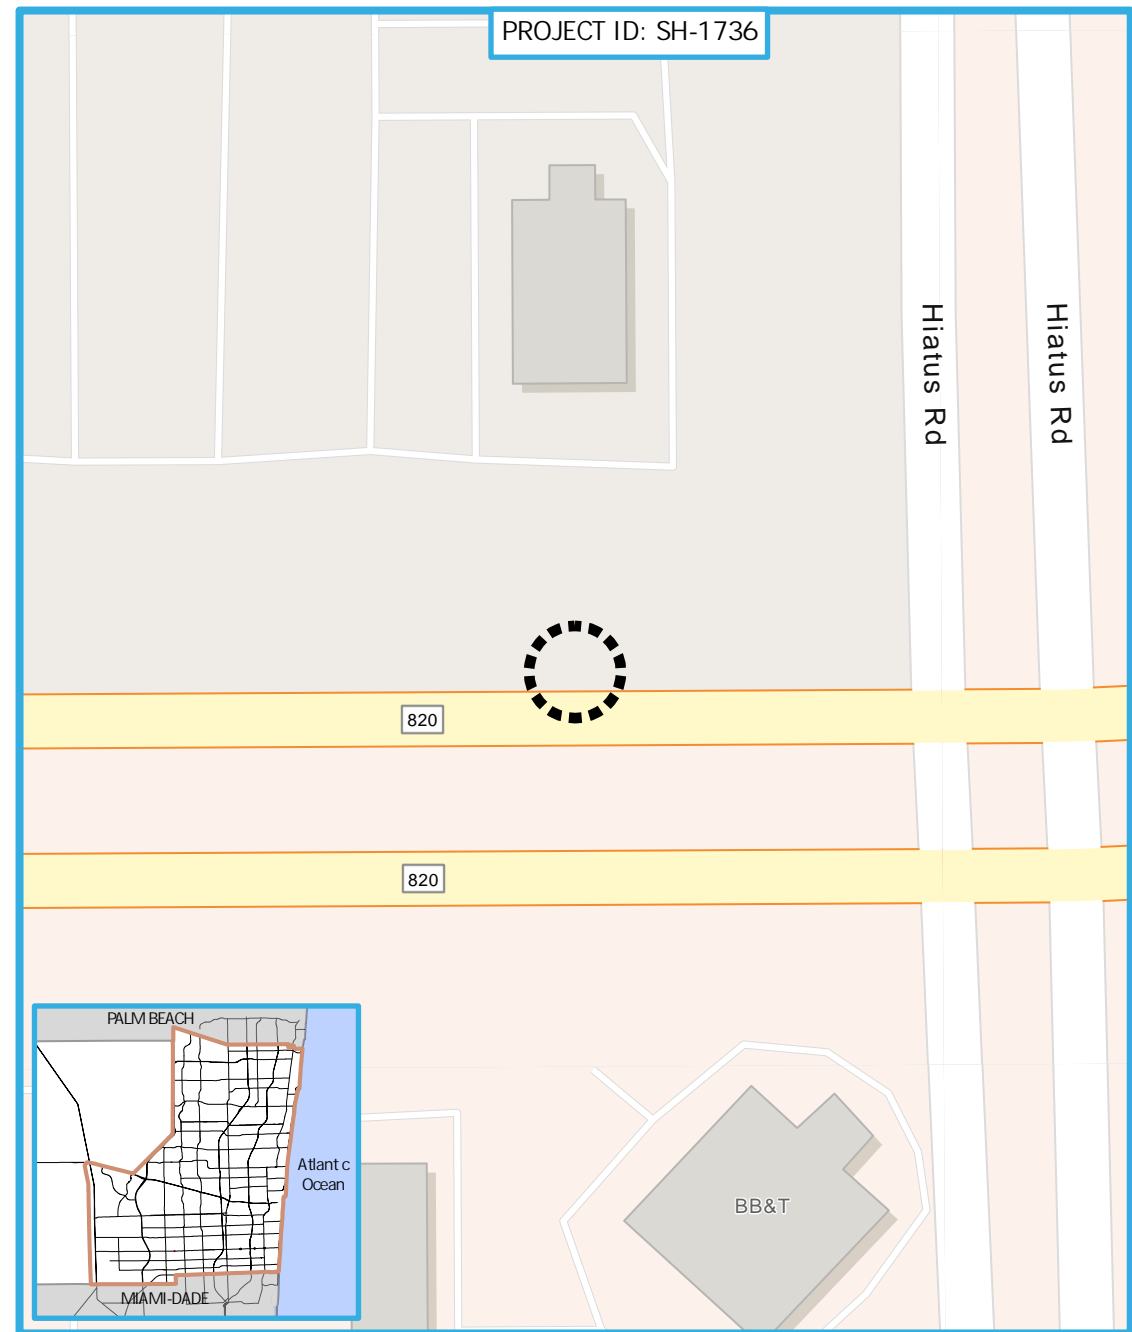 PROJECT ID: SH-1736
Hiatus Rd
Hiatus Rd
820
820
PALM BEACH
Atlant c
Ocean
BB&T
MIAMI-DADE